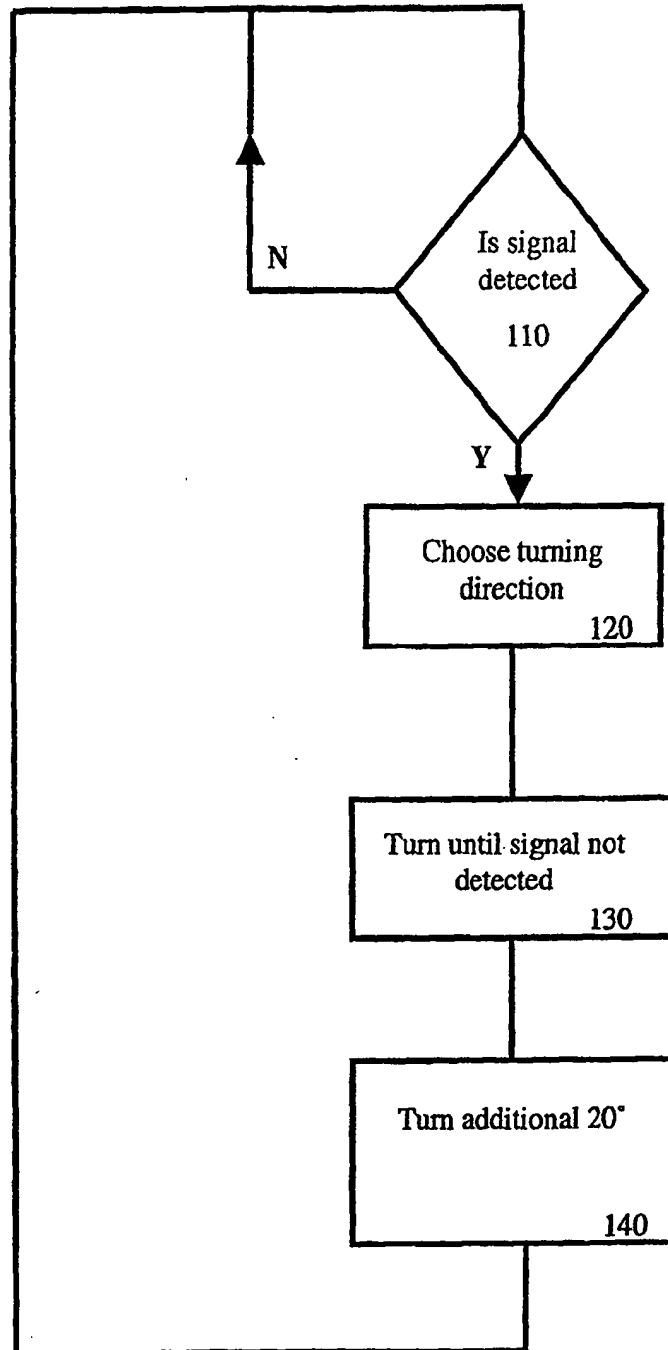 Is signal
detected
110
N
Y
Choose turning
direction
120
Turn until signal not
detected
130
Turn additional 20°
140